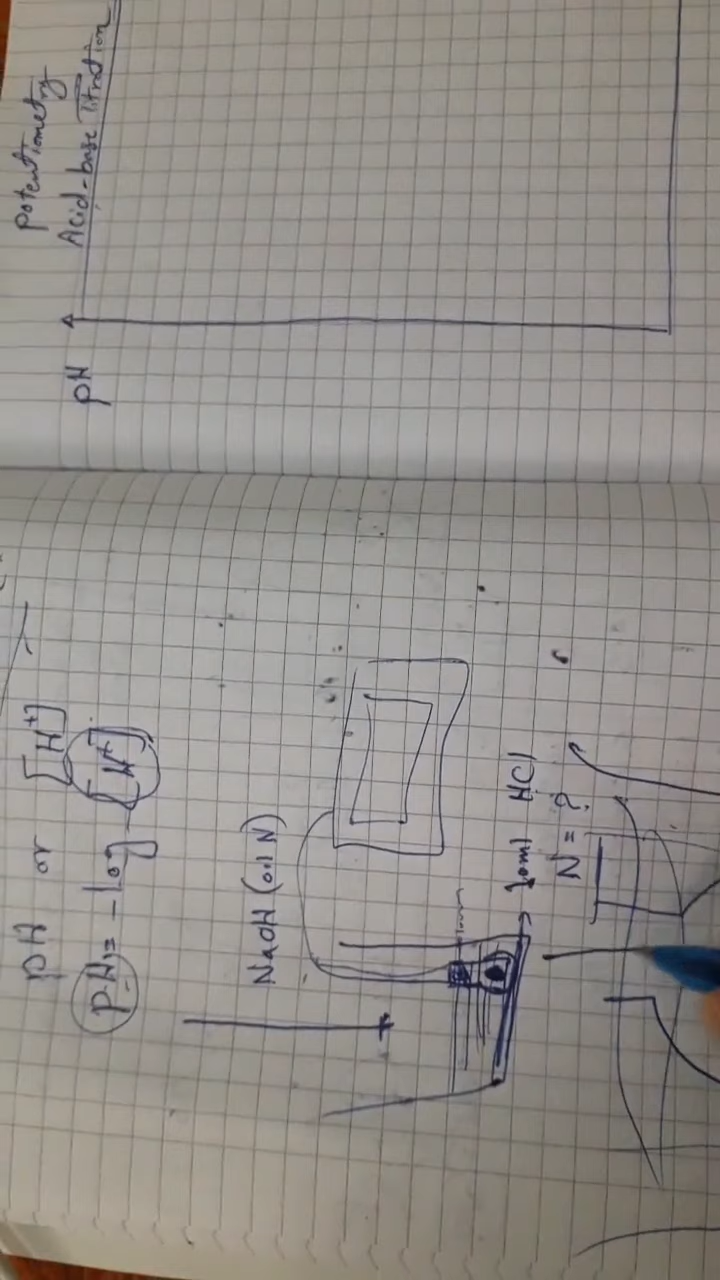 Potentiometry
Acid-base Titration
pH
pH or [H+]
pH = -log [H+]
NaOH (0.1 N)
10ml HCl
N = ?